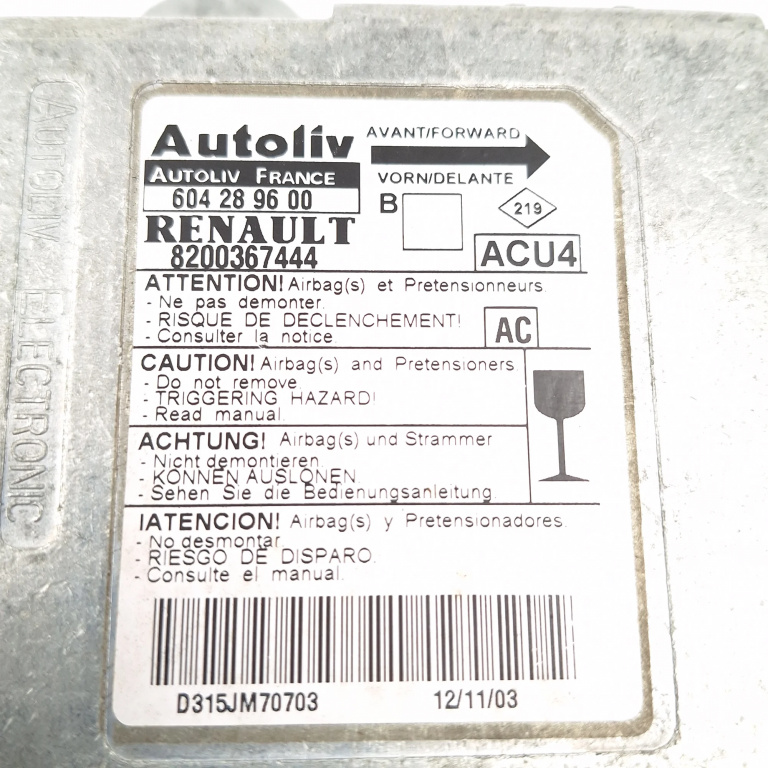 AUTOLIV ELECTRONIC
Autoliv
AUTOLIV FRANCE
604 28 96 00
RENAULT
8200367444
AVANT/FORWARD
VORN/DELANTE
B
219
ACU4
ATTENTION! Airbag(s) et Pretensionneurs
- Ne pas demonter.
- RISQUE DE DECLENCHEMENT!
- Consulter la notice.
AC
CAUTION! Airbag(s) and Pretensioners
- Do not remove.
- TRIGGERING HAZARD!
- Read manual.
ACHTUNG! Airbag(s) und Strammer
- Nicht demontieren.
- KONNEN AUSLONEN.
- Sehen Sie die Bedienungsanleitung.
IATENCION! Airbag(s) y Pretensionadores.
- No desmontar.
- RIESGO DE DISPARO.
- Consulte el manual.
D315JM70703
12/11/03